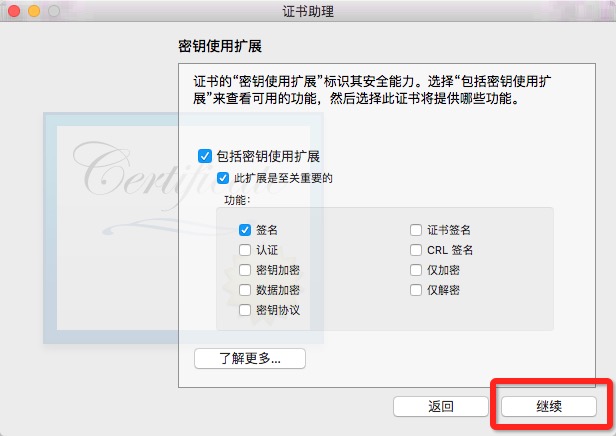 证书助理
密钥使用扩展
证书的“密钥使用扩展”标识其安全能力。选择“包括密钥使用扩
展”来查看可用的功能，然后选择此证书将提供哪些功能。
Certificate
包括密钥使用扩展
此扩展是至关重要的
功能：
签名
证书签名
认证
CRL 签名
密钥加密
仅加密
数据加密
仅解密
密钥协议
了解更多...
返回
继续